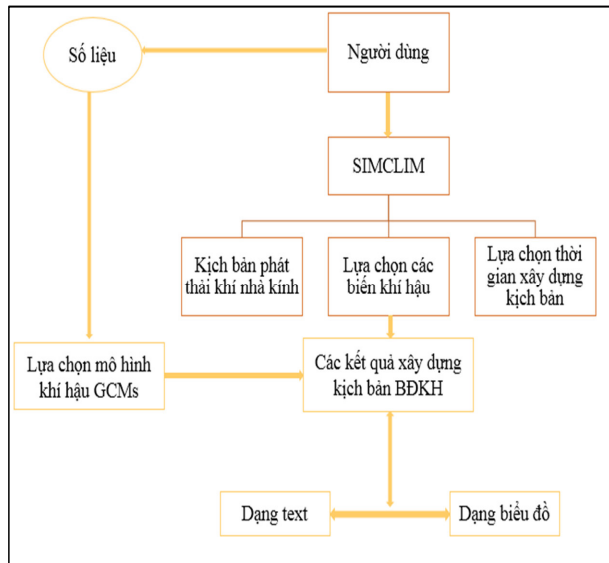 Số liệu
Người dùng
SIMCLIM
Kịch bản phát
thải khí nhà kính
Lựa chọn các
biến khí hậu
Lựa chọn thời
gian xây dựng
kịch bản
Lựa chọn mô hình
khí hậu GCMs
Các kết quả xây dựng
kịch bản BĐKH
Dạng text
Dạng biểu đồ